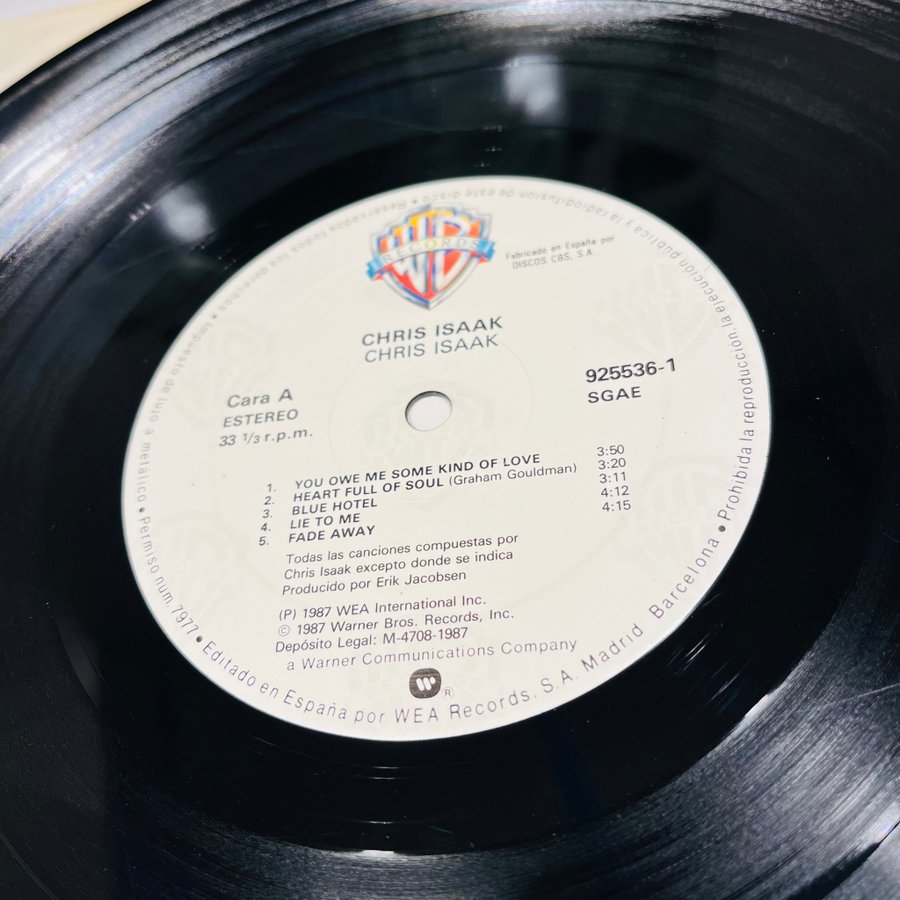 WB
RECORDS
Fabricado en España por
DISCOS CBS, S.A.
CHRIS ISAAK
CHRIS ISAAK
Cara A
ESTEREO
33 1/3 r.p.m.
925536-1
SGAE
1. YOU OWE ME SOME KIND OF LOVE 3:50
2. HEART FULL OF SOUL (Graham Gouldman) 3:20
3. BLUE HOTEL 3:11
4. LIE TO ME 4:12
5. FADE AWAY 4:15
Todas las canciones compuestas por
Chris Isaak excepto donde se indica
Producido por Erik Jacobsen
(P) 1987 WEA International Inc.
© 1987 Warner Bros. Records, Inc.
Depósito Legal: M-4708-1987
a Warner Communications Company
W ®
Editado en España por WEA Records, S.A. Madrid Barcelona • Prohibida la reproducción, la ejecución pública y la radiodifusión de este disco • Reservados todos los derechos • Impuesto de lujo a metálico • Permiso num 7977 •